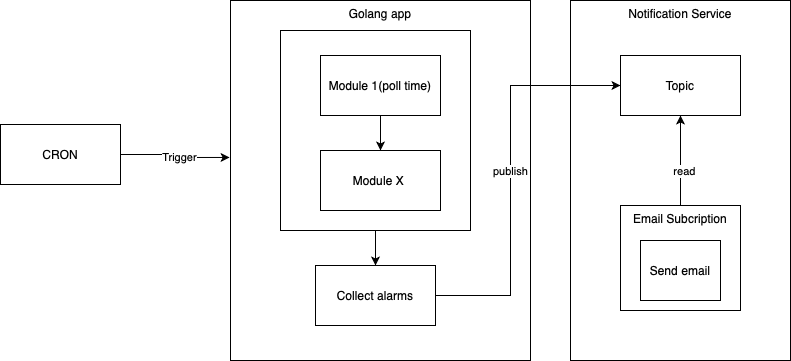 Golang app
Notification Service
Module 1(poll time)
Topic
CRON
Trigger
Module X
publish
read
Email Subcription
Send email
Collect alarms